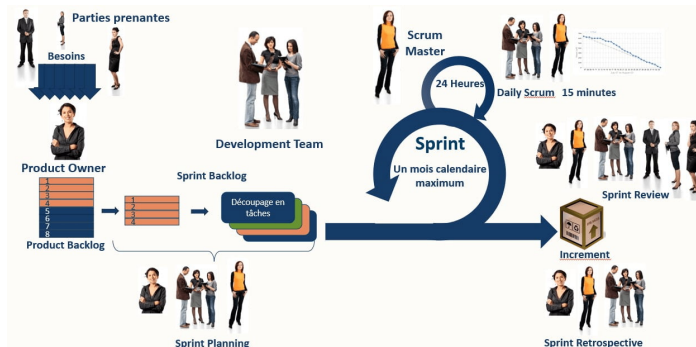 Parties prenantes
Besoins
Product Owner
1
2
3
4
5
6
7
8
Product Backlog
Sprint Backlog
1
2
3
4
Découpage en
tâches
Sprint Planning
Development Team
Scrum
Master
24 Heures
Daily Scrum 15 minutes
Sprint
Un mois calendaire
maximum
Sprint Review
Increment
Sprint Retrospective